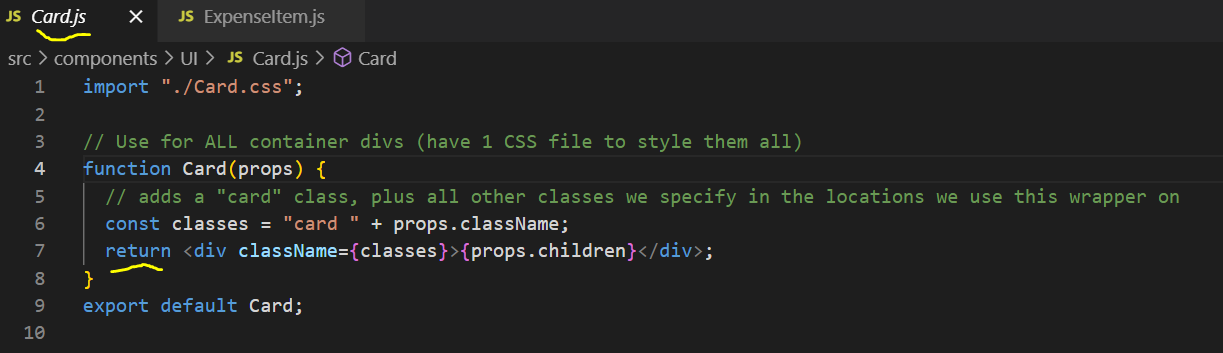 JS Card.js × JS ExpenseItem.js
src > components > UI > JS Card.js > Card
1 import "./Card.css";
2
3 // Use for ALL container divs (have 1 CSS file to style them all)
4 function Card(props) {
5 // adds a "card" class, plus all other classes we specify in the locations we use this wrapper on
6 const classes = "card " + props.className;
7 return <div className={classes}>{props.children}</div>;
8 }
9 export default Card;
10